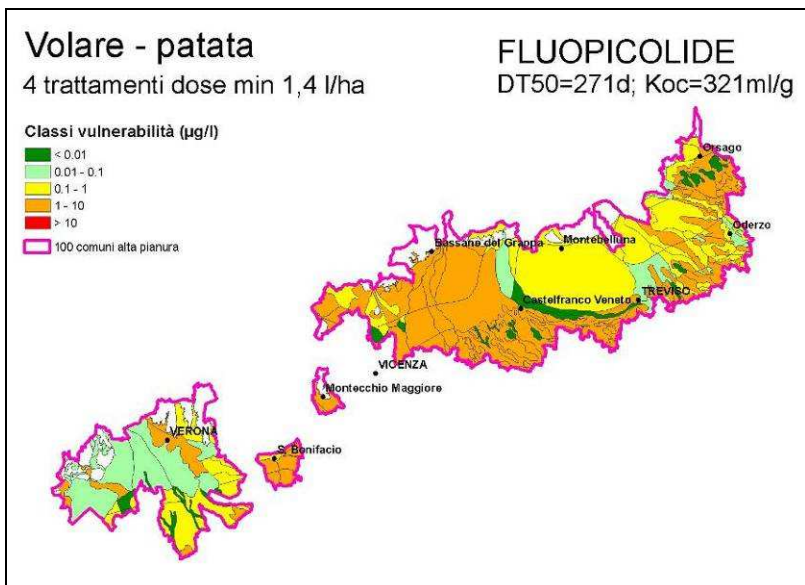 Volare - patata
4 trattamenti dose min 1,4 l/ha
FLUOPICOLIDE
DT50=271d; Koc=321ml/g
Classi vulnerabilità (µg/l)
< 0.01
0.01 - 0.1
0.1 - 1
1 - 10
> 10
100 comuni alta pianura
Orsago
Oderzo
Bassano del Grappa
Montebelluna
Castelfranco Veneto
TREVISO
VICENZA
Montecchio Maggiore
VERONA
S. Bonifacio